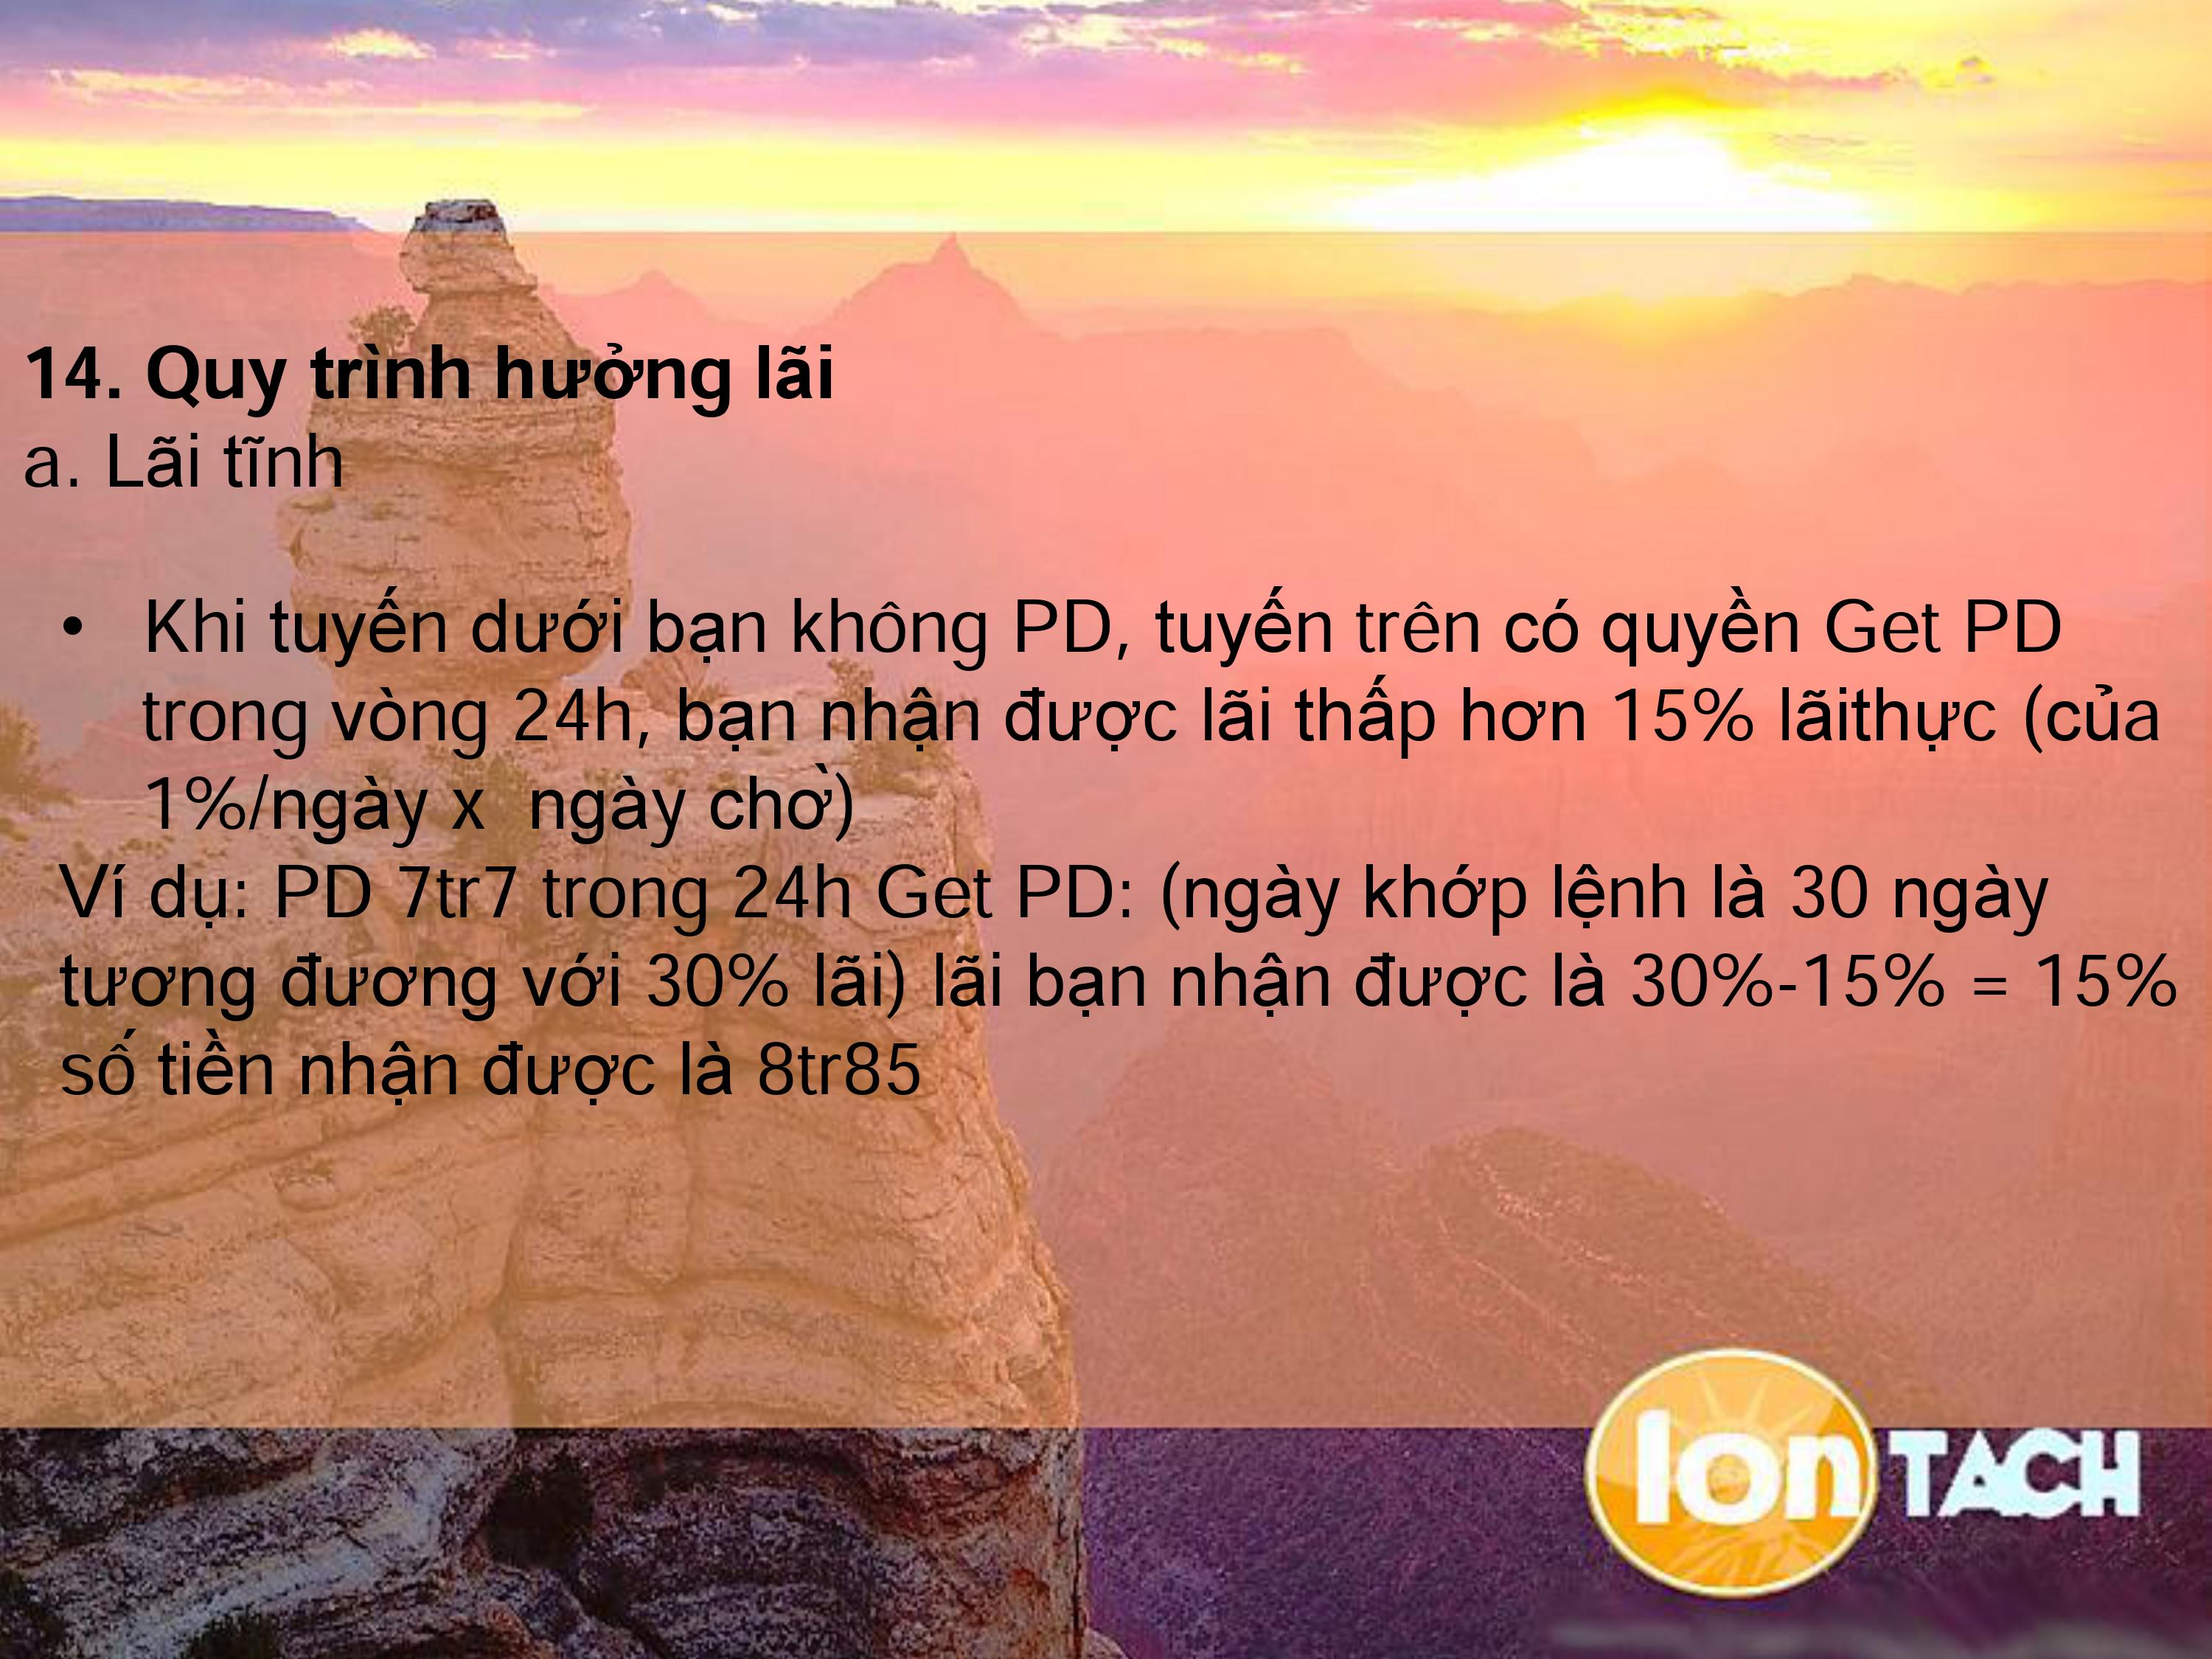 14. Quy trình hưởng lãi
a. Lãi tĩnh
• Khi tuyến dưới bạn không PD, tuyến trên có quyền Get PD
trong vòng 24h, bạn nhận được lãi thấp hơn 15% lãithực (của
1%/ngày x  ngày chờ)
Ví dụ: PD 7tr7 trong 24h Get PD: (ngày khớp lệnh là 30 ngày
tương đương với 30% lãi) lãi bạn nhận được là 30%-15% = 15%
số tiền nhận được là 8tr85
Ion TACH